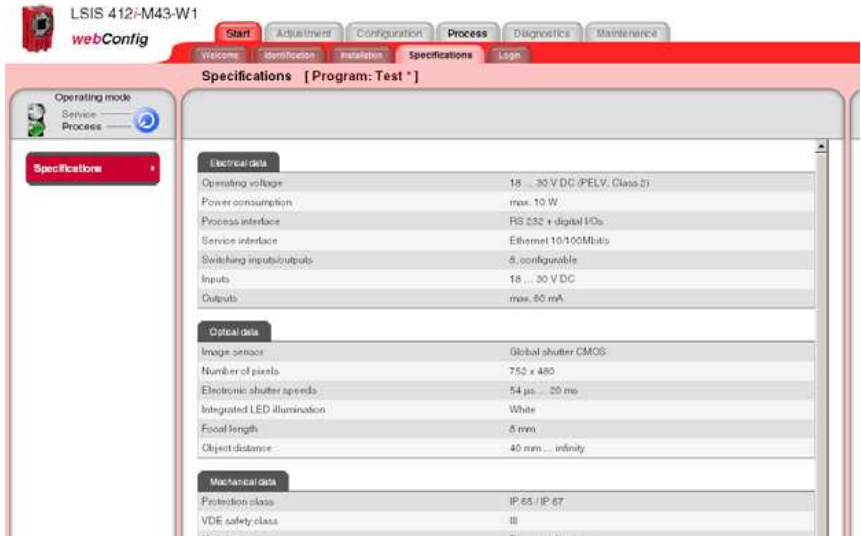 LSIS 412i-M43-W1
webConfig
Start Adjustment Configuration Process Diagnostics Maintenance
Welcome Identification Installation Specifications Login
Specifications [ Program: Test * ]
Operating mode
Service
Process
Specifications
Electrical data
Operating voltage 18 ... 30 V DC (PELV, Class 2)
Power consumption max. 10 W
Process interface RS 232 + digital I/Os
Service interface Ethernet 10/100Mbit/s
Switching inputs/outputs 8, configurable
Inputs 18 ... 30 V DC
Outputs max. 60 mA
Optical data
Image sensor Global shutter CMOS
Number of pixels 752 x 480
Electronic shutter speeds 54 µs ... 20 ms
Integrated LED illumination White
Focal length 8 mm
Object distance 40 mm ... infinity
Mechanical data
Protection class IP 65 / IP 67
VDE safety class III